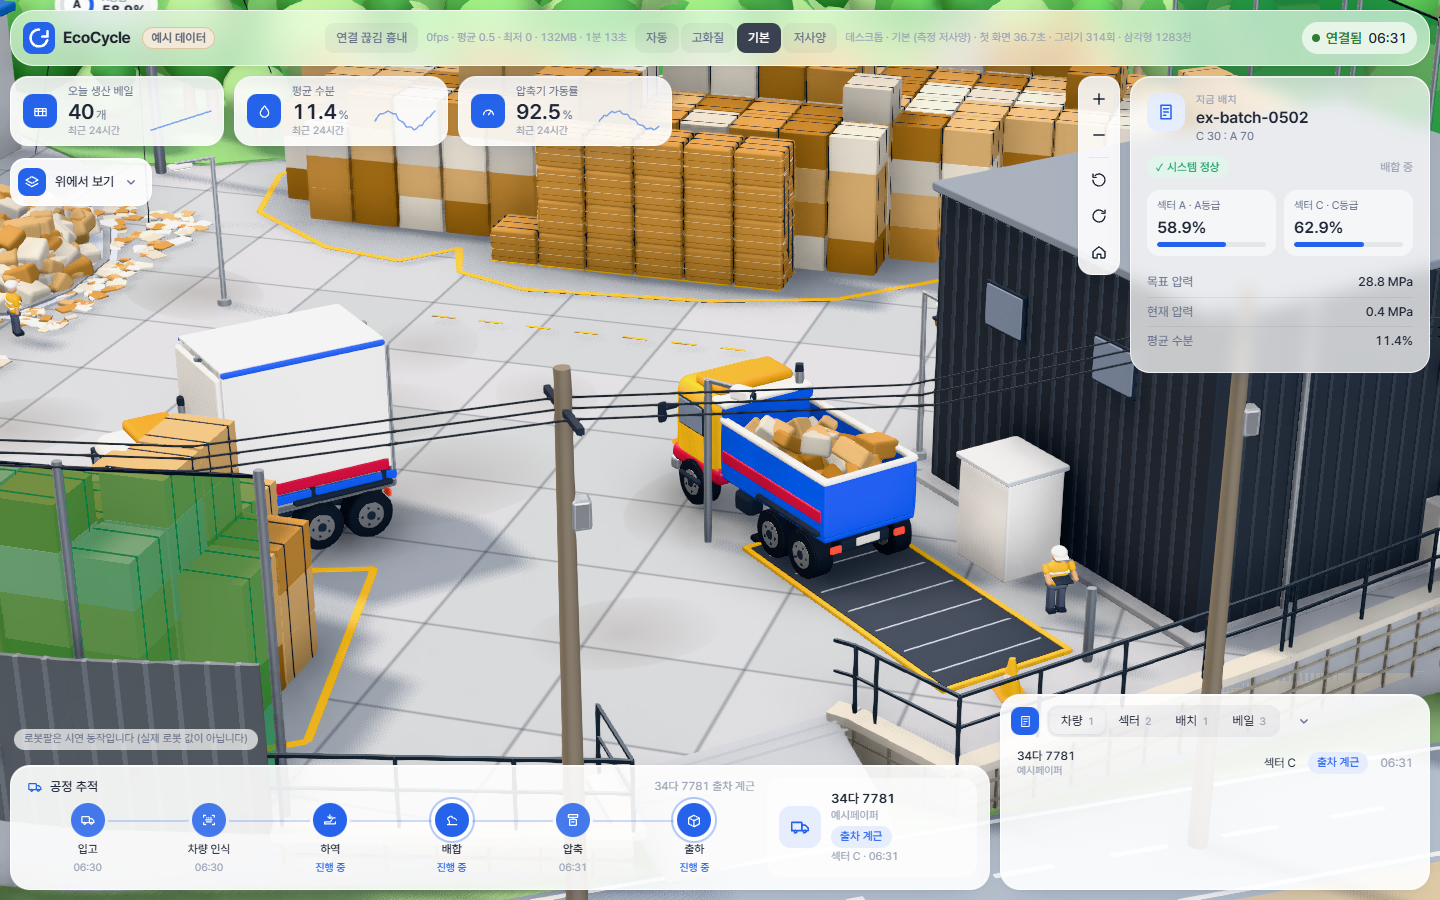 A
58.9%
EcoCycle
예시 데이터
연결 끊김 흉내
0fps · 평균 0.5 · 최저 0 · 132MB · 1분 13초
자동
고화질
기본
저사양
데스크톱 · 기본 (측정 저사양) · 첫 화면 36.7초 · 그리기 314회 · 삼각형 1283천
연결됨 06:31
오늘 생산 베일
40개
최근 24시간
평균 수분
11.4%
최근 24시간
압축기 가동률
92.5%
최근 24시간
위에서 보기
지금 배치
ex-batch-0502
C 30 : A 70
✓ 시스템 정상
배합 중
섹터 A · A등급
58.9%
섹터 C · C등급
62.9%
목표 압력 28.8 MPa
현재 압력 0.4 MPa
평균 수분 11.4%
로봇팔은 시연 동작입니다 (실제 로봇 값이 아닙니다)
공정 추적
34다 7781 출차 계근
입고
06:30
차량 인식
06:30
하역
진행 중
배합
진행 중
압축
06:31
출하
진행 중
34다 7781
예시페이퍼
출차 계근
섹터 C · 06:31
차량 1
섹터 2
배치 1
베일 3
34다 7781
예시페이퍼
섹터 C
출차 계근
06:31